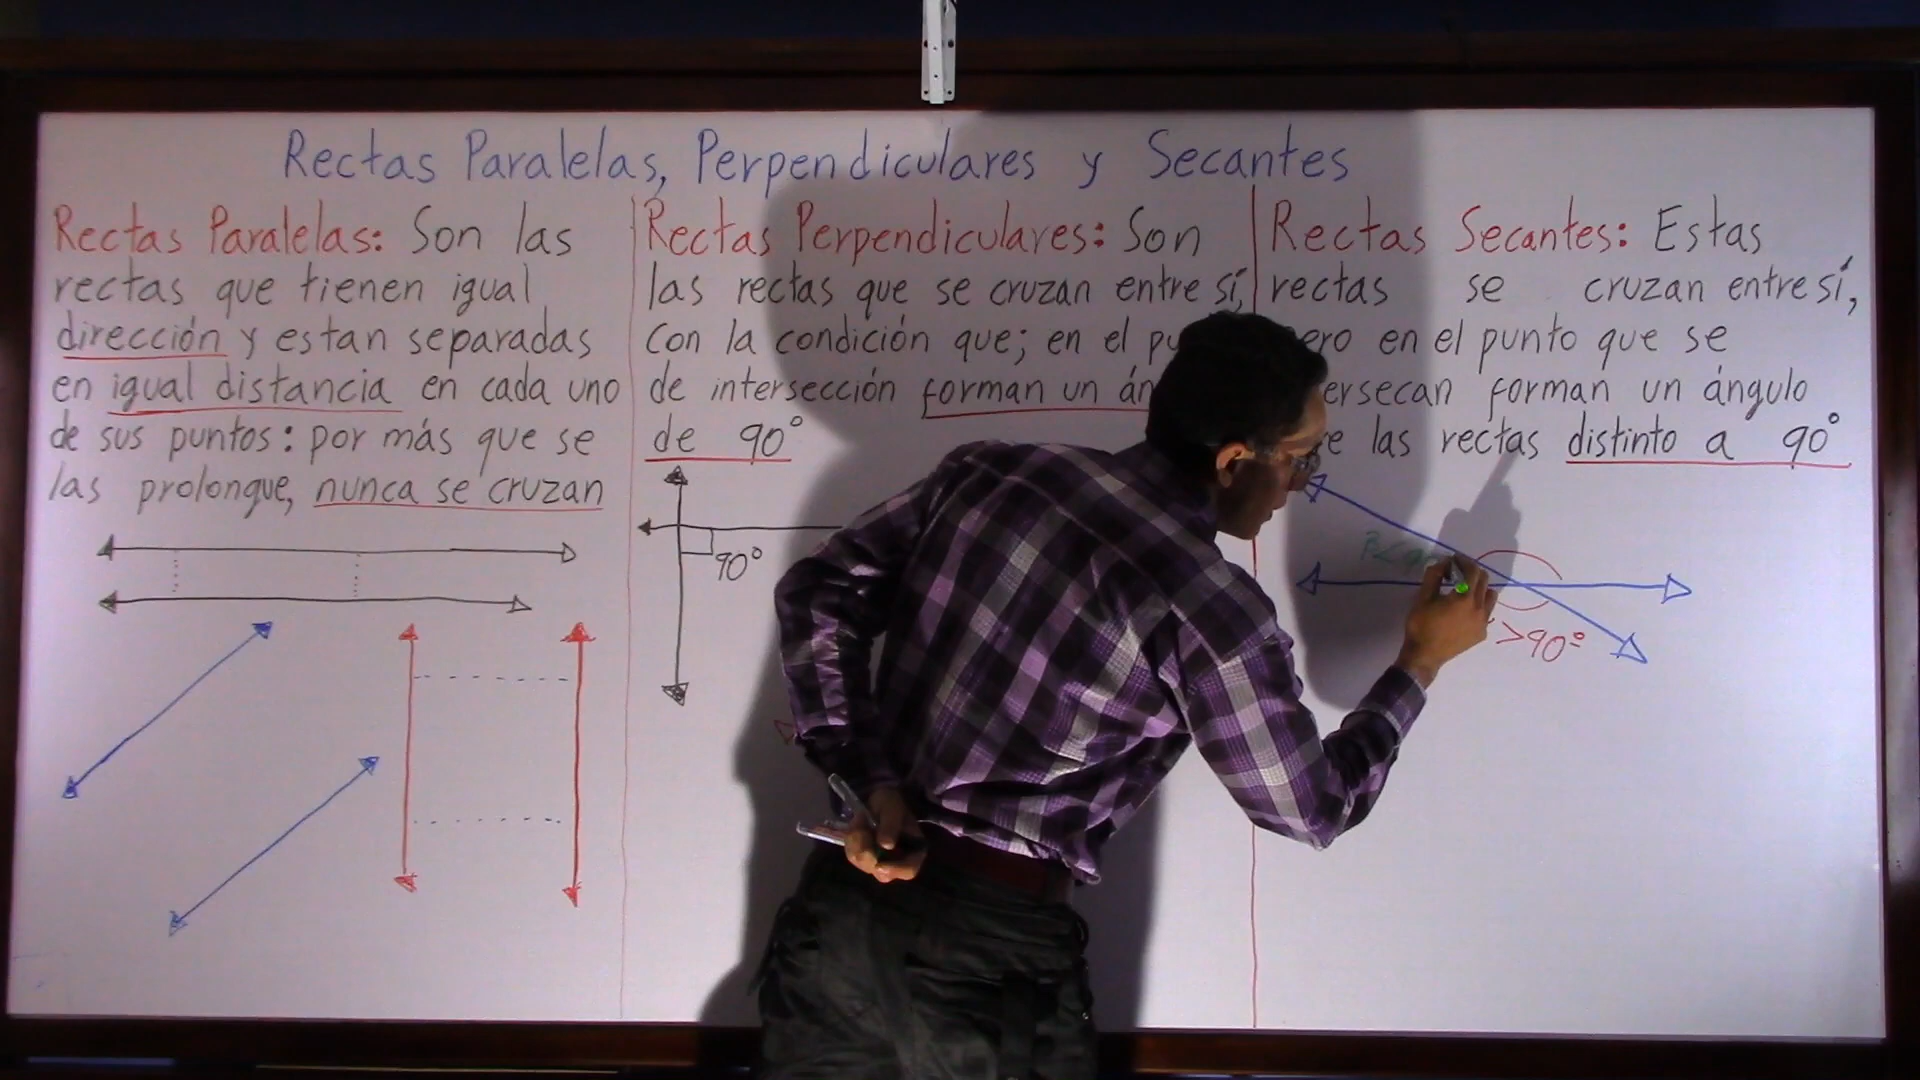 Rectas Paralelas, Perpendiculares y Secantes
Rectas Paralelas: Son las
rectas que tienen igual
dirección y estan separadas
en igual distancia en cada uno
de sus puntos: por más que se
las prolongue, nunca se cruzan
Rectas Perpendiculares: Son
las rectas que se cruzan entre sí,
con la condición que; en el
de intersección forman un
de 90°
90°
Rectas Secantes: Estas
rectas se cruzan entre sí,
en el punto que se
forman un ángulo
las rectas distinto a 90°
>90°